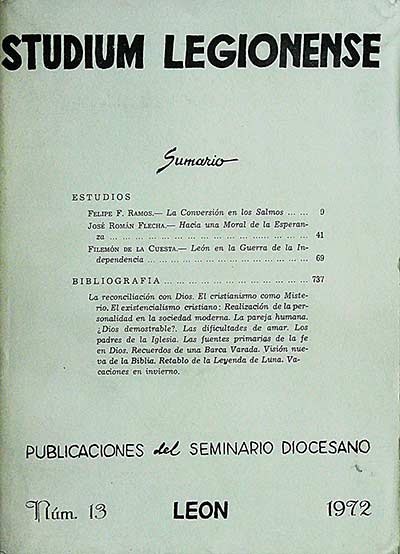 STUDIUM LEGIONENSE
Sumario
ESTUDIOS
FELIPE F. RAMOS.— La Conversión en los Salmos ... ... 9
JOSÉ ROMÁN FLECHA.— Hacia una Moral de la Esperan-
za ... ... ... ... ... ... ... ... ... ... ... ... ... ... 41
FILEMÓN DE LA CUESTA.— León en la Guerra de la In-
dependencia ... ... ... ... ... ... ... ... ... ... ... 69
BIBLIOGRAFIA ... ... ... ... ... ... ... ... ... ... 737
La reconciliación con Dios. El cristianismo como Miste-
rio. El existencialismo cristiano: Realización de la per-
sonalidad en la sociedad moderna. La pareja humana.
¿Dios demostrable?. Las dificultades de amar. Los
padres de la Iglesia. Las fuentes primarias de la fe
en Dios. Recuerdos de una Barca Varada. Visión nue-
va de la Biblia. Retablo de la Leyenda de Luna. Va-
caciones en invierno.
PUBLICACIONES del SEMINARIO DIOCESANO
Núm. 13 LEON 1972